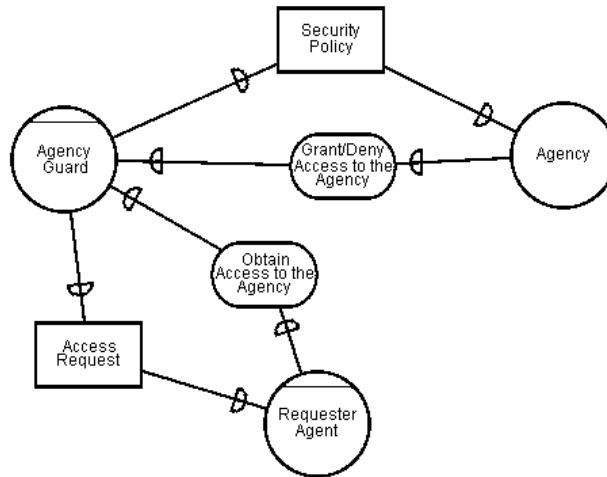 Security
Policy
Agency
Guard
Grant/Deny
Access to the
Agency
Agency
Obtain
Access to the
Agency
Access
Request
Requester
Agent